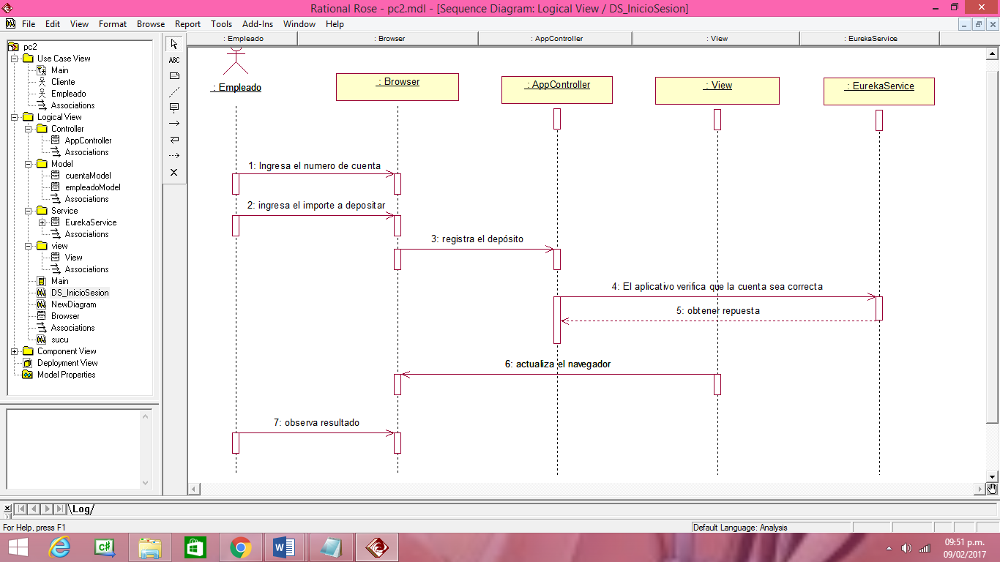 Rational Rose - pc2.mdl - [Sequence Diagram: Logical View / DS_InicioSesion]
File Edit View Format Browse Report Tools Add-Ins Window Help
pc2
Use Case View
Main
Cliente
Empleado
Associations
Logical View
Controller
AppController
Associations
Model
cuentaModel
empleadoModel
Associations
Service
EurekaService
Associations
view
View
Associations
Main
DS_InicioSesion
NewDiagram
Browser
Associations
sucu
Component View
Deployment View
Model Properties
ABC
: Empleado : Browser : AppController : View : EurekaService
: Empleado
: Browser
: AppController
: View
: EurekaService
1: Ingresa el numero de cuenta
2: ingresa el importe a depositar
3: registra el depósito
4: El aplicativo verifica que la cuenta sea correcta
5: obtener repuesta
6: actualiza el navegador
7: observa resultado
\Log/
For Help, press F1
Default Language: Analysis
C#
09:51 p.m.
09/02/2017